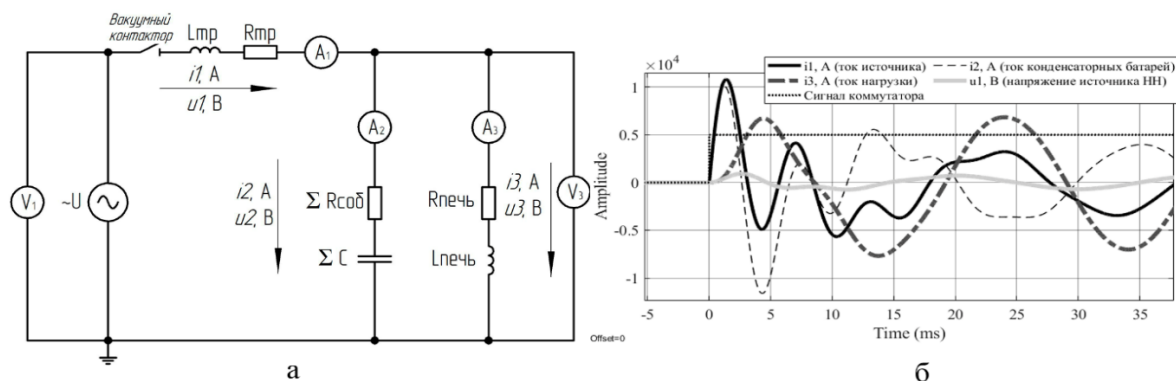 Вакуумный
контактор
Lтр
Rтр
A1
i1, A
u1, B
A2
A3
V1
~U
i2, A
u2, B
Σ Rсоб
Σ C
Rпечь
Lпечь
i3, A
u3, B
V3
Offset=0
а
×10^4
i1, А (ток источника)
i2, А (ток конденсаторных батарей)
i3, А (ток нагрузки)
u1, В (напряжение источника НН)
Сигнал коммутатора
1
0.5
0
-0.5
-1
Amplitude
-5
0
5
10
15
20
25
30
35
Time (ms)
б